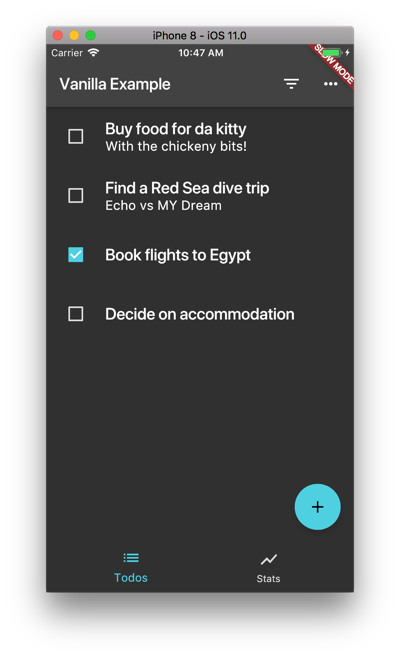 iPhone 8 - iOS 11.0
Carrier 10:47 AM
SLOW MODE
Vanilla Example
Buy food for da kitty
With the chickeny bits!
Find a Red Sea dive trip
Echo vs MY Dream
Book flights to Egypt
Decide on accommodation
Todos Stats